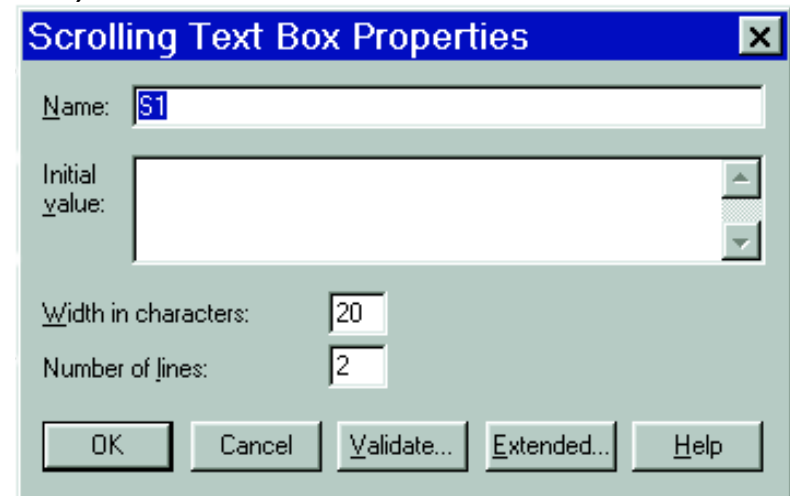 Scrolling Text Box Properties
Name: S1
Initial
value:
Width in characters: 20
Number of lines: 2
OK Cancel Validate... Extended... Help